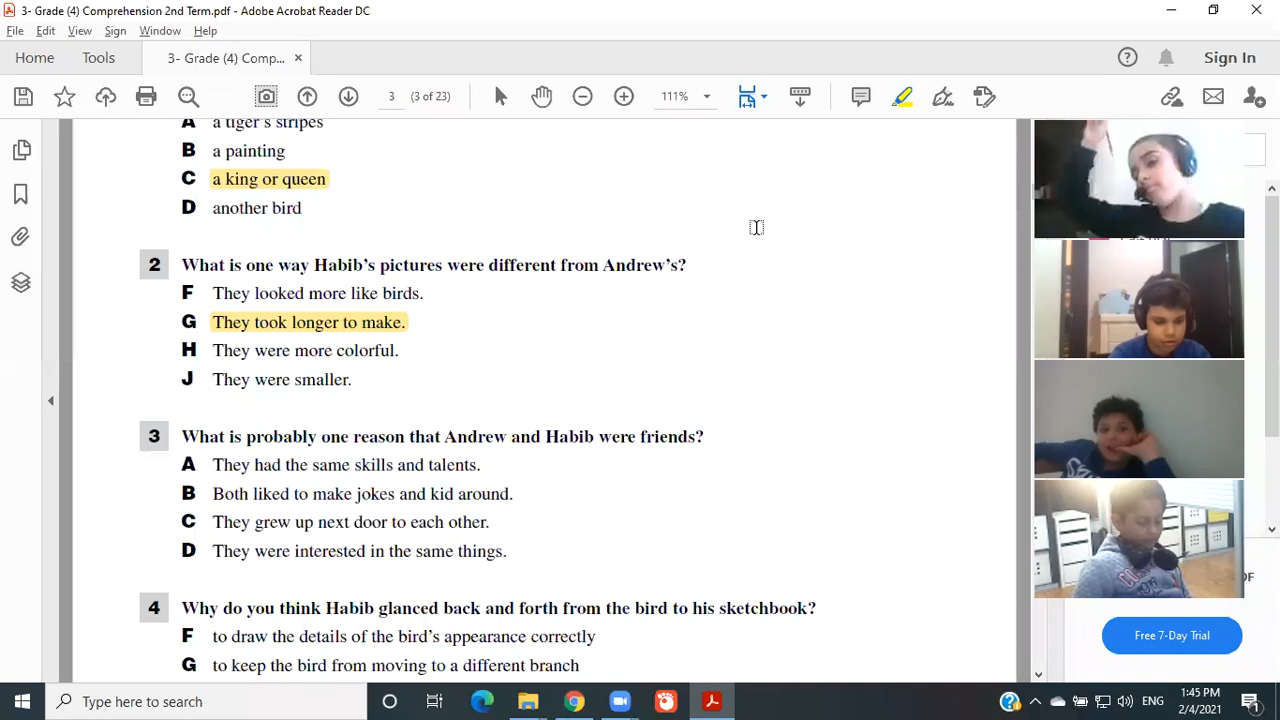 3- Grade (4) Comprehension 2nd Term.pdf - Adobe Acrobat Reader DC
File Edit View Sign Window Help
Home Tools 3- Grade (4) Comp... × Sign In
3 (3 of 23) 111%
A a tiger's stripes
B a painting
C a king or queen
D another bird
2 What is one way Habib's pictures were different from Andrew's?
F They looked more like birds.
G They took longer to make.
H They were more colorful.
J They were smaller.
3 What is probably one reason that Andrew and Habib were friends?
A They had the same skills and talents.
B Both liked to make jokes and kid around.
C They grew up next door to each other.
D They were interested in the same things.
4 Why do you think Habib glanced back and forth from the bird to his sketchbook?
F to draw the details of the bird's appearance correctly
G to keep the bird from moving to a different branch
DF
Free 7-Day Trial
Type here to search
ENG
1:45 PM
2/4/2021
1